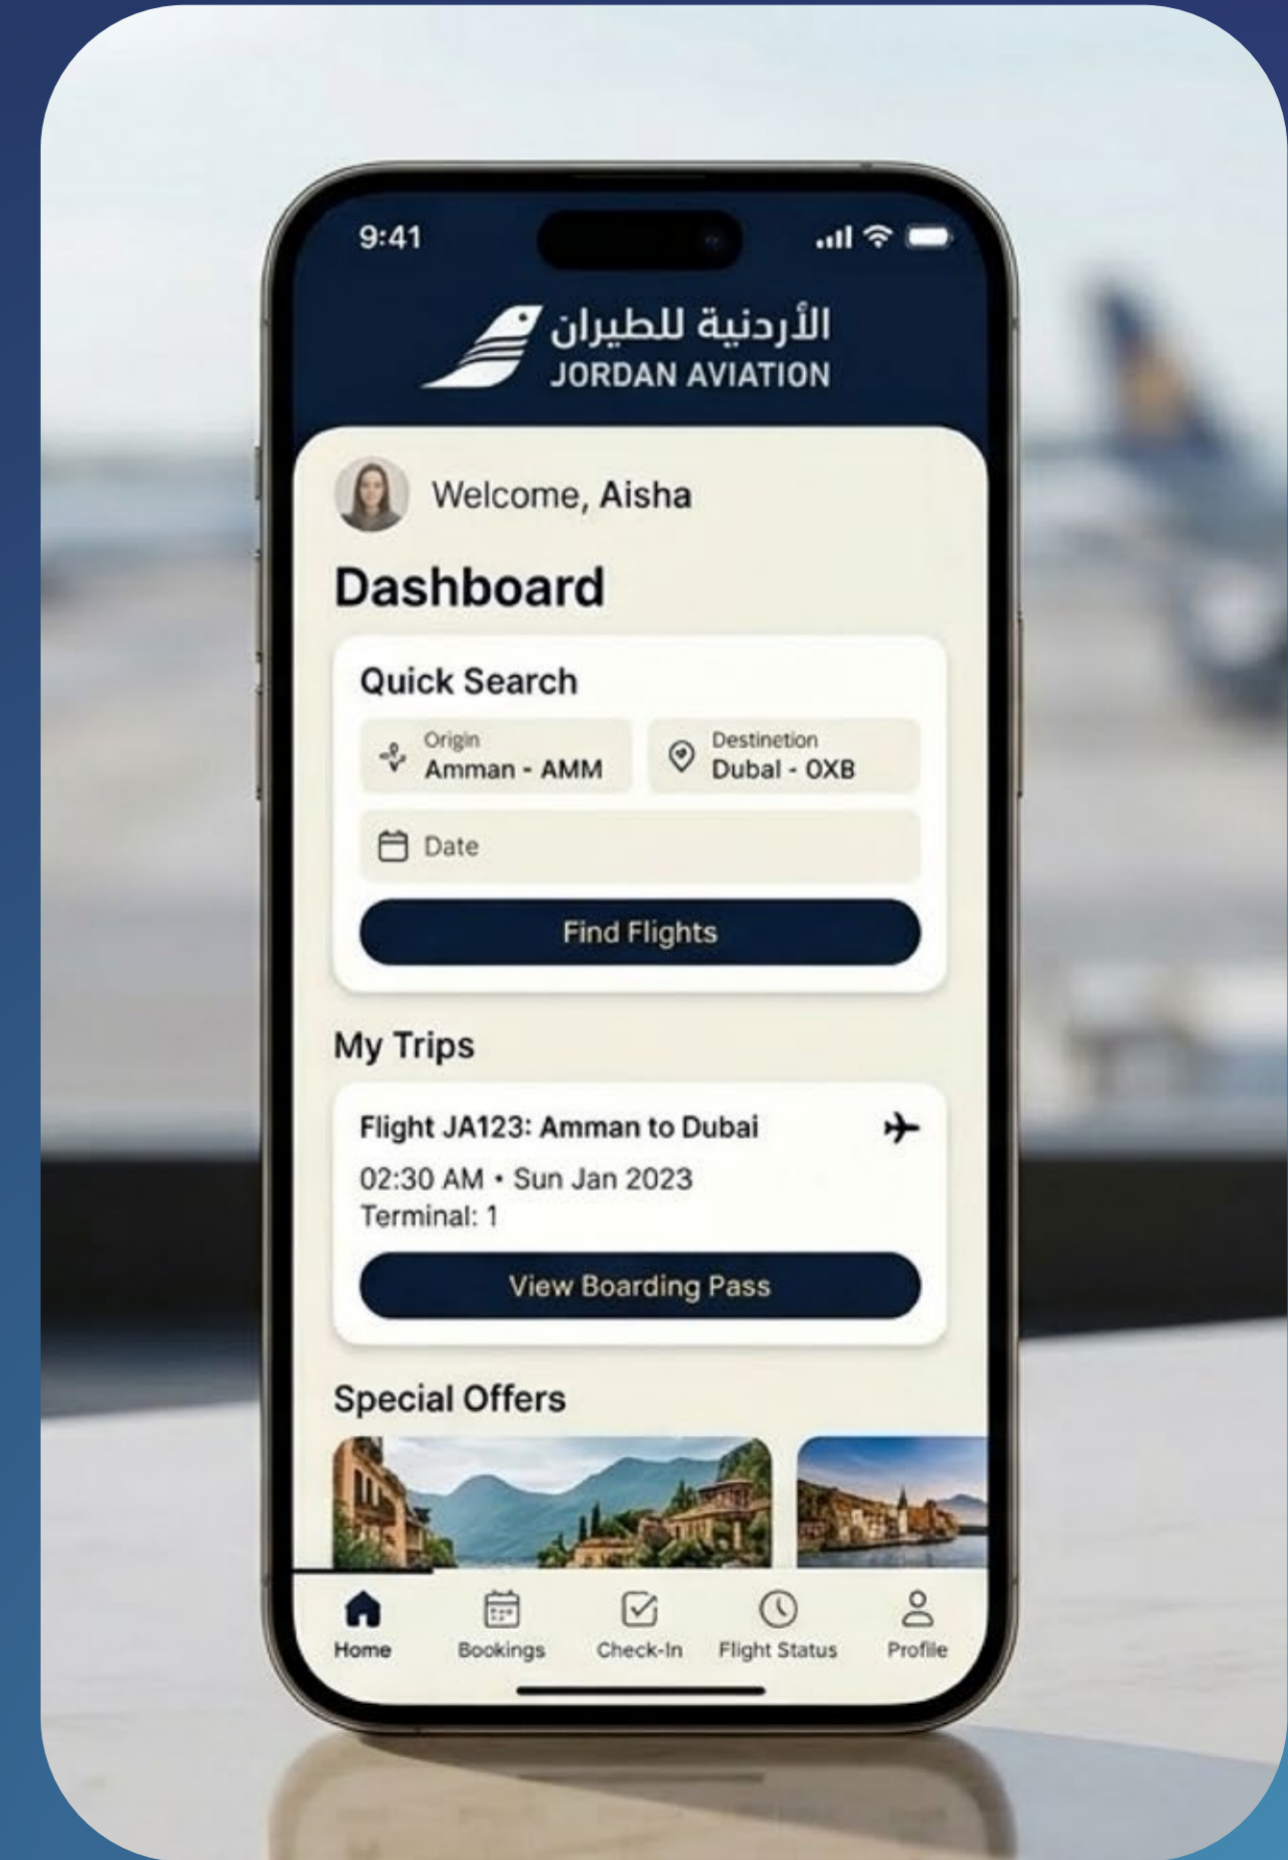 9:41
الأردنية للطيران
JORDAN AVIATION
Welcome, Aisha
Dashboard
Quick Search
Origin
Amman - AMM
Destinetion
Dubal - OXB
Date
Find Flights
My Trips
Flight JA123: Amman to Dubai
02:30 AM • Sun Jan 2023
Terminal: 1
View Boarding Pass
Special Offers
Home
Bookings
Check-In
Flight Status
Profile